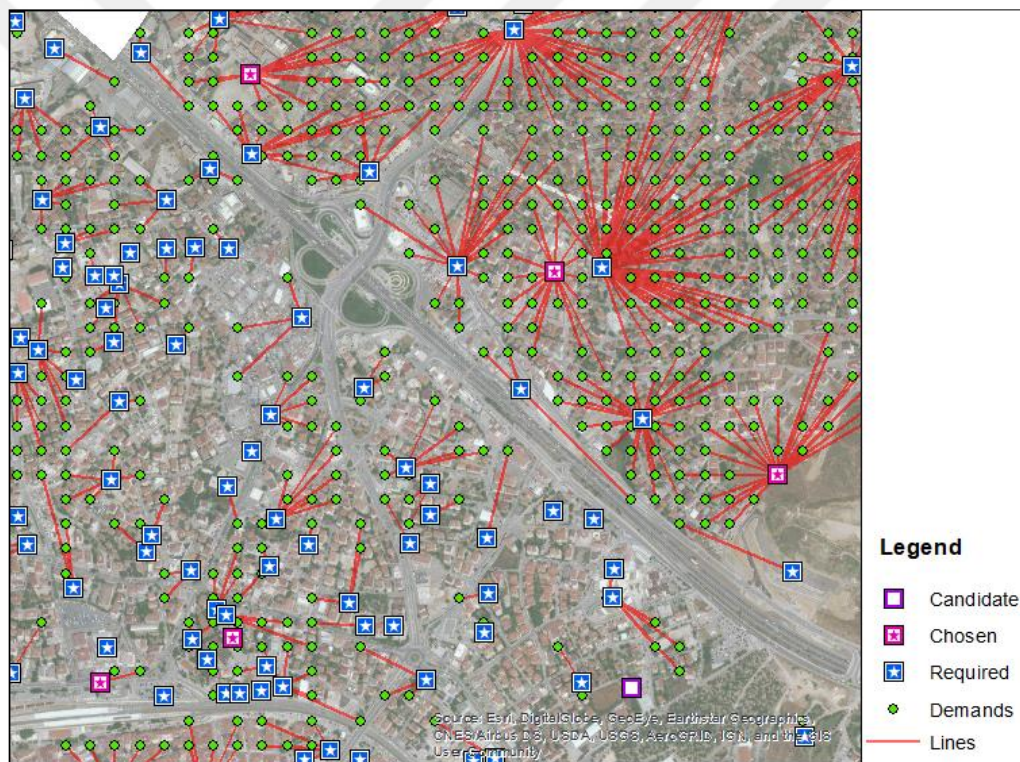 Legend
Candidate
Chosen
Required
Demands
Lines
Source: Esri, DigitalGlobe, GeoEye, Earthstar Geographics,
CNES/Airbus DS, USDA, USGS, AeroGRID, IGN, and the GIS
User Community